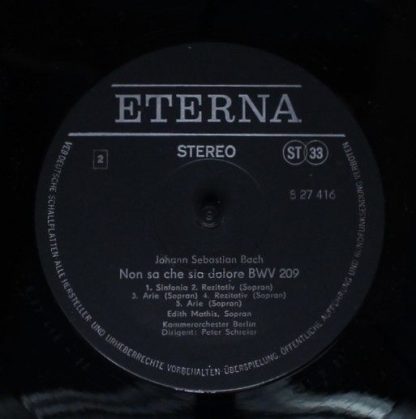 ETERNA
STEREO
ST 33
2
8 27 416
Johann Sebastian Bach
Non sa che sia dolore BWV 209
1. Sinfonia 2. Rezitativ (Sopran)
3. Arie (Sopran) 4. Rezitativ (Sopran)
5. Arie (Sopran)
Edith Mathis, Sopran
Kammerorchester Berlin
Dirigent: Peter Schreier
VEB DEUTSCHE SCHALLPLATTEN ALLE HERSTELLER UND URHEBERRECHTE VORBEHALTEN·ÜBERSPIELUNG, ÖFFENTLICHE AUFFÜHRUNG UND RUNDFUNKSENDUNG VERBOTEN